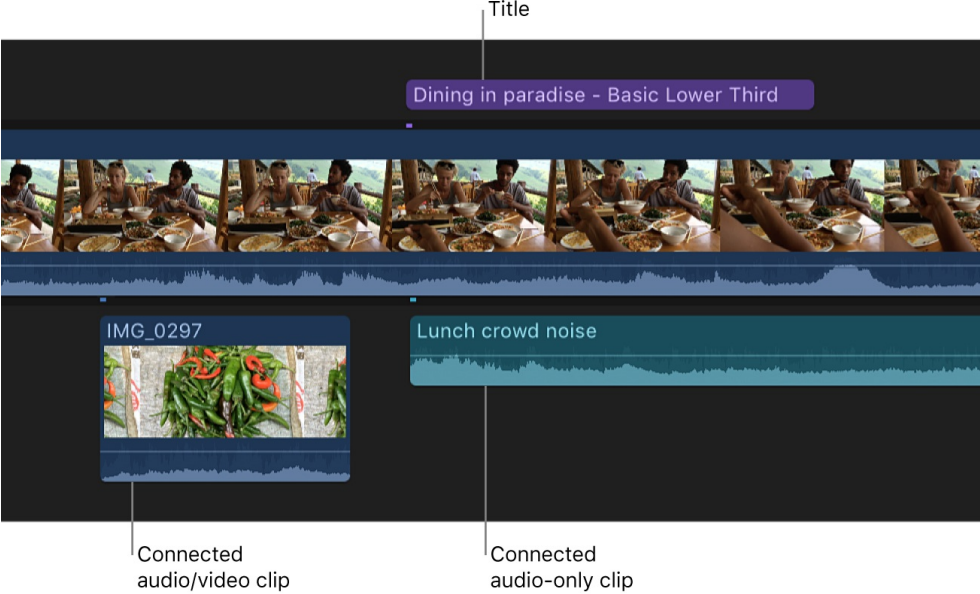 Title
Dining in paradise - Basic Lower Third
IMG_0297
Lunch crowd noise
Connected
audio/video clip
Connected
audio-only clip